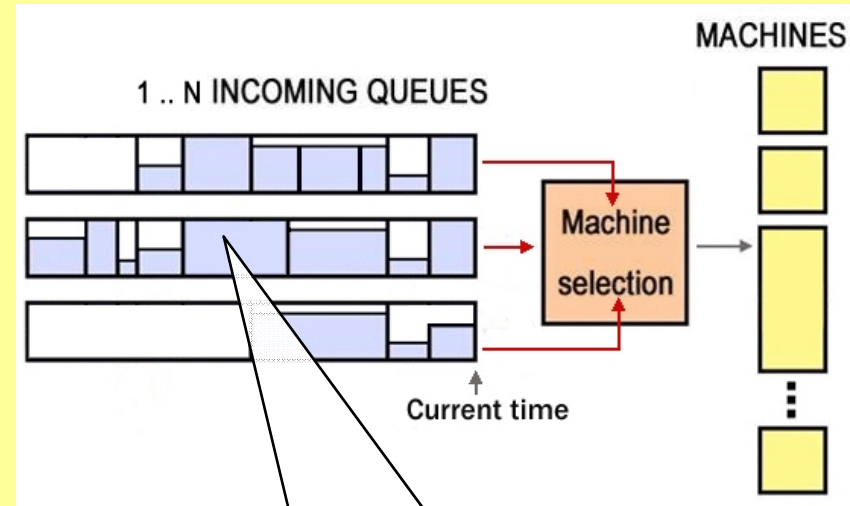 MACHINES
1 .. N INCOMING QUEUES
Machine
selection
Current time